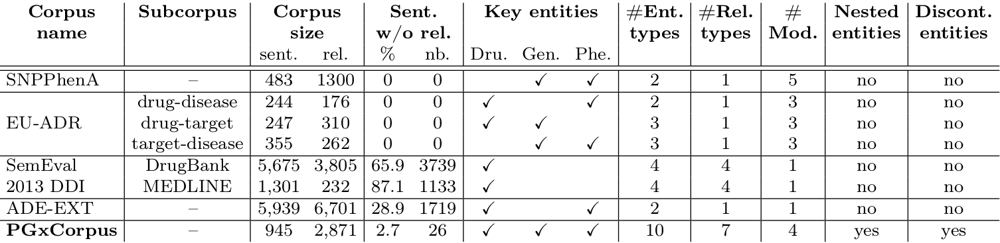 Corpus Subcorpus Corpus Sent. Key entities #Ent. #Rel. # Nested Discont.
name size w/o rel. types types Mod. entities entities
sent. rel. % nb. Dru. Gen. Phe.
SNPPhenA – 483 1300 0 0 ✓ ✓ 2 1 5 no no
drug-disease 244 176 0 0 ✓ ✓ 2 1 3 no no
EU-ADR drug-target 247 310 0 0 ✓ ✓ 3 1 3 no no
target-disease 355 262 0 0 ✓ ✓ 3 1 3 no no
SemEval DrugBank 5,675 3,805 65.9 3739 ✓ 4 4 1 no no
2013 DDI MEDLINE 1,301 232 87.1 1133 ✓ 4 4 1 no no
ADE-EXT – 5,939 6,701 28.9 1719 ✓ ✓ 2 1 1 no no
PGxCorpus – 945 2,871 2.7 26 ✓ ✓ ✓ 10 7 4 yes yes